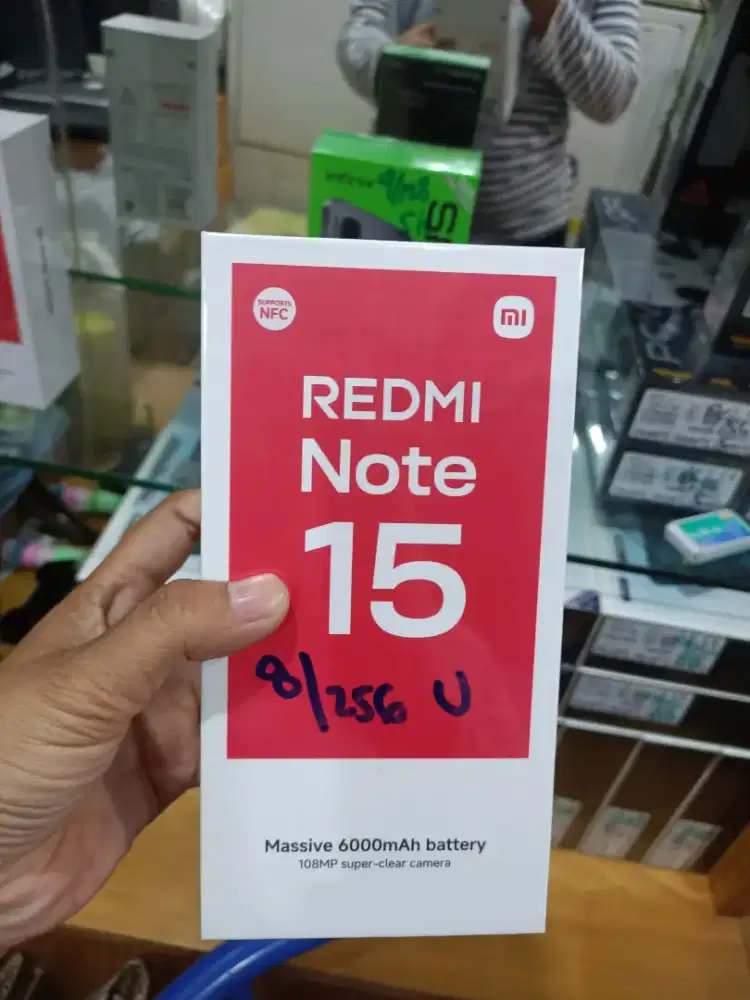 SUPPORTS
NFC
mi
REDMI
Note
15
8/256 U
Massive 6000mAh battery
108MP super-clear camera